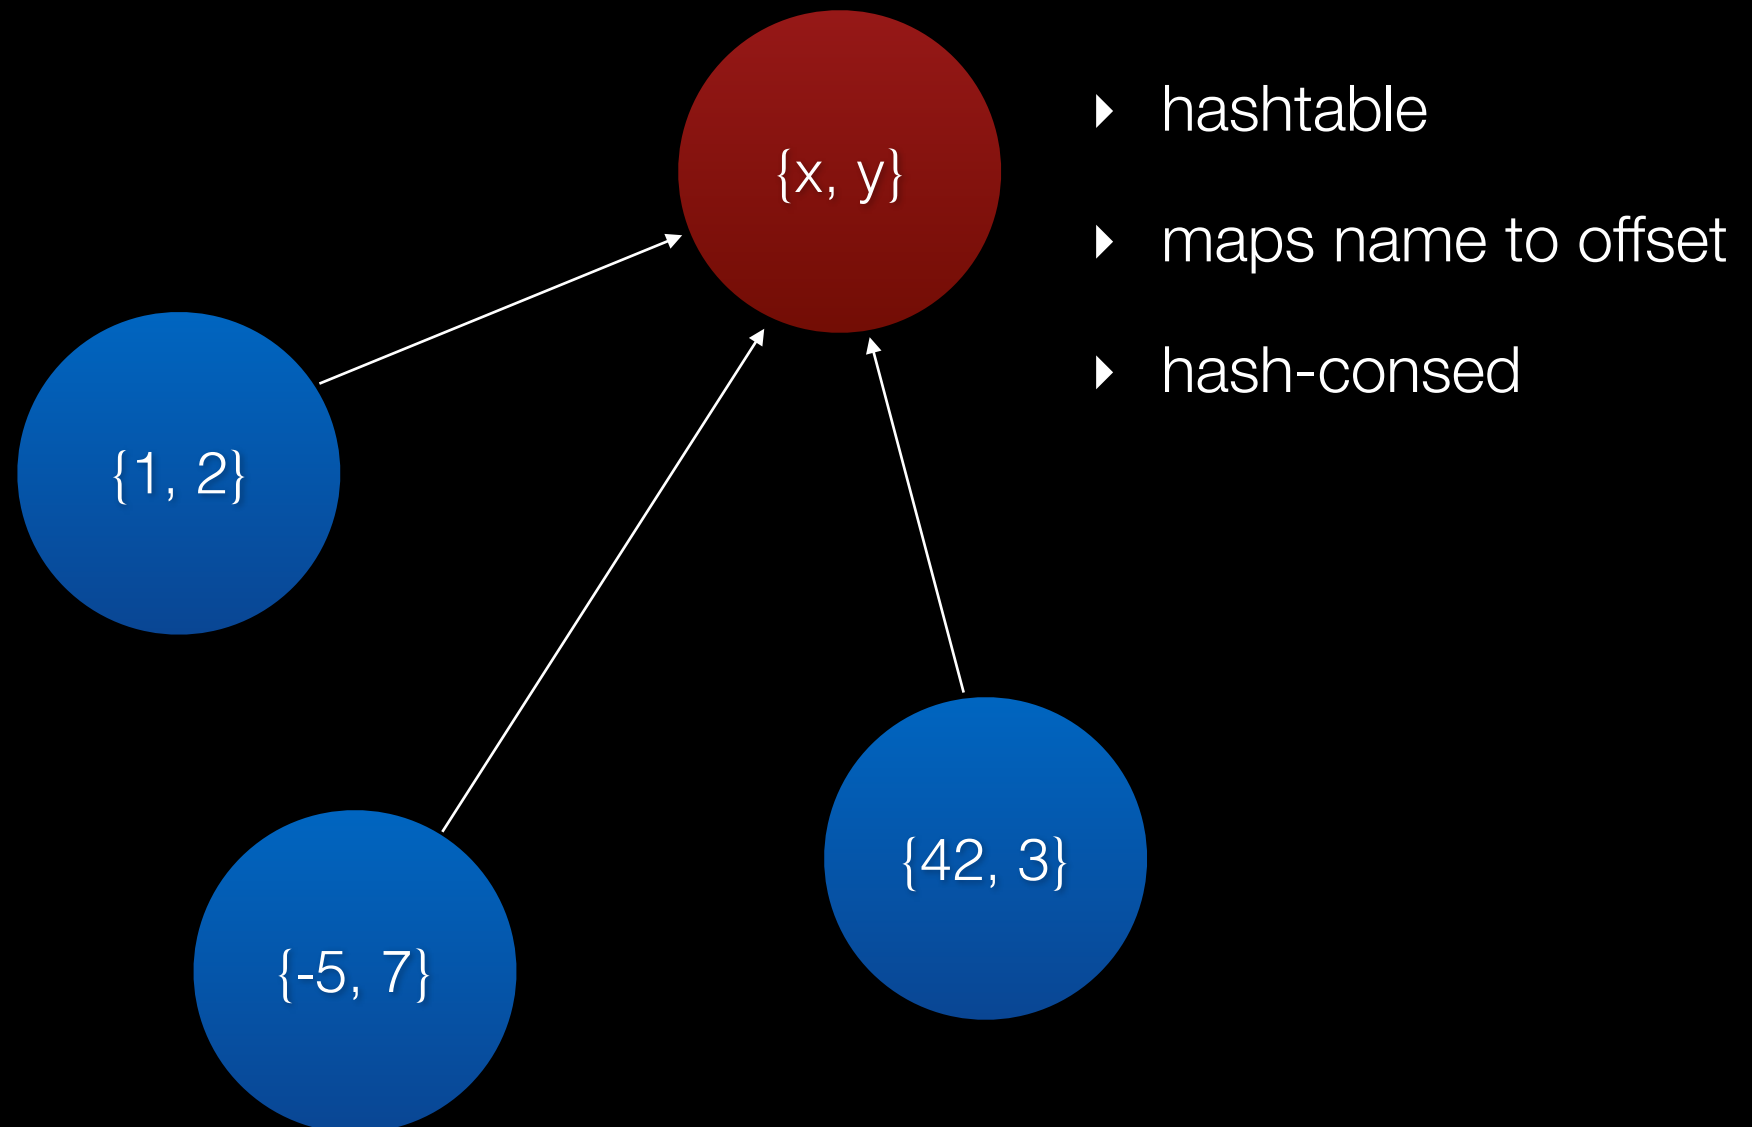 {x, y}
▸ hashtable
▸ maps name to offset
▸ hash-consed
{1, 2}
{42, 3}
{-5, 7}